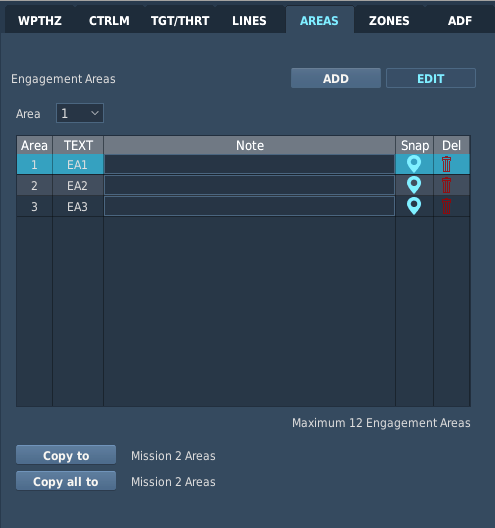 WPTHZ CTRLM TGT/THRT LINES AREAS ZONES ADF
Engagement Areas ADD EDIT
Area 1
Area TEXT Note Snap Del
1 EA1
2 EA2
3 EA3
Maximum 12 Engagement Areas
Copy to Mission 2 Areas
Copy all to Mission 2 Areas